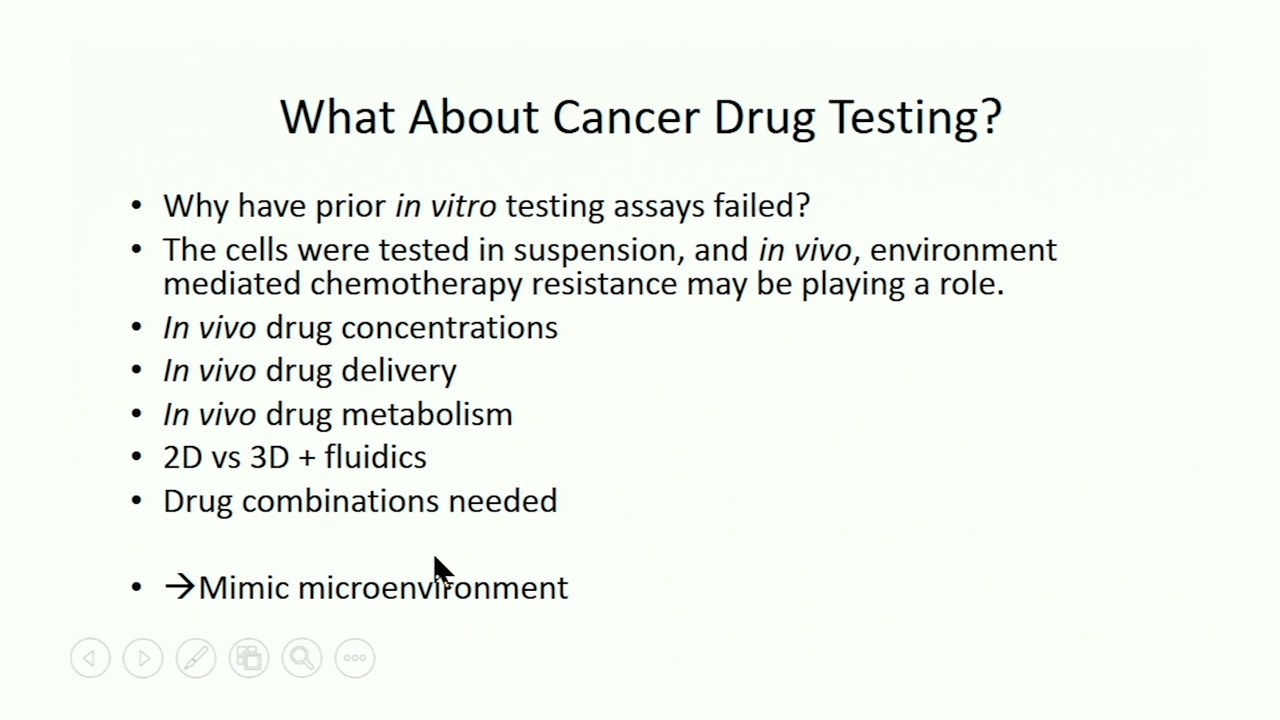 What About Cancer Drug Testing?
• Why have prior in vitro testing assays failed?
• The cells were tested in suspension, and in vivo, environment
mediated chemotherapy resistance may be playing a role.
• In vivo drug concentrations
• In vivo drug delivery
• In vivo drug metabolism
• 2D vs 3D + fluidics
• Drug combinations needed
• →Mimic microenvironment